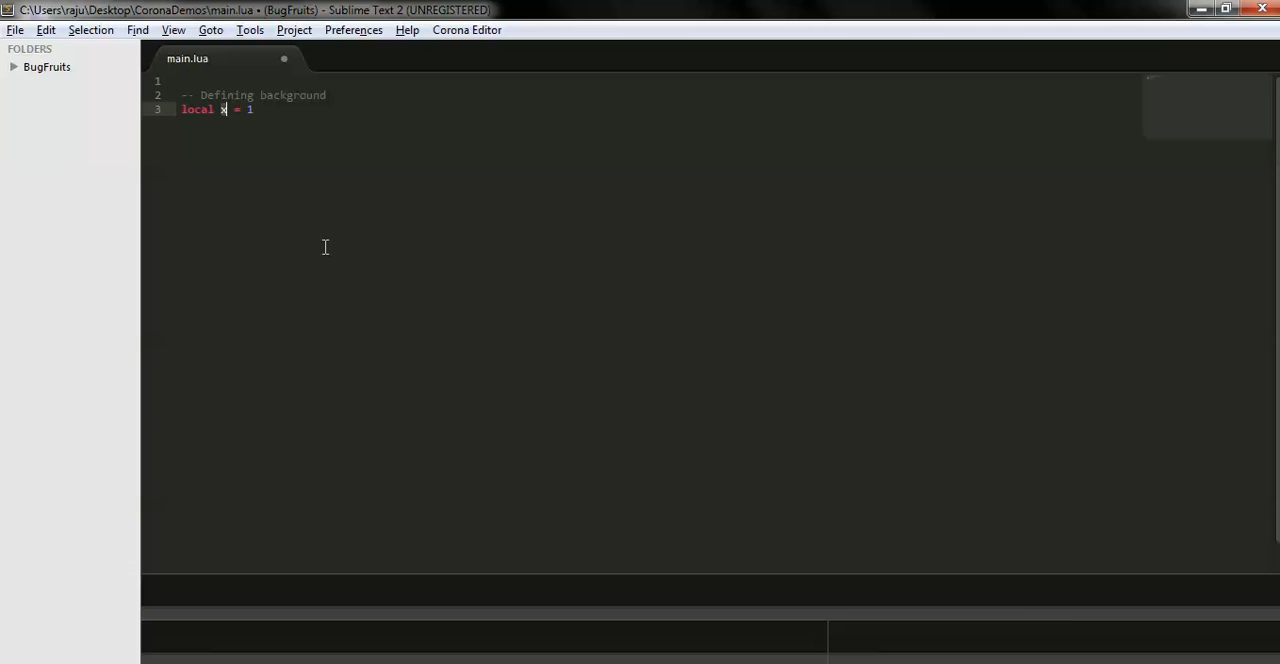 C:\Users\raju\Desktop\CoronaDemos\main.lua • (BugFruits) - Sublime Text 2 (UNREGISTERED)
File Edit Selection Find View Goto Tools Project Preferences Help Corona Editor
FOLDERS
BugFruits
main.lua
1
2 -- Defining background
3 local x = 1